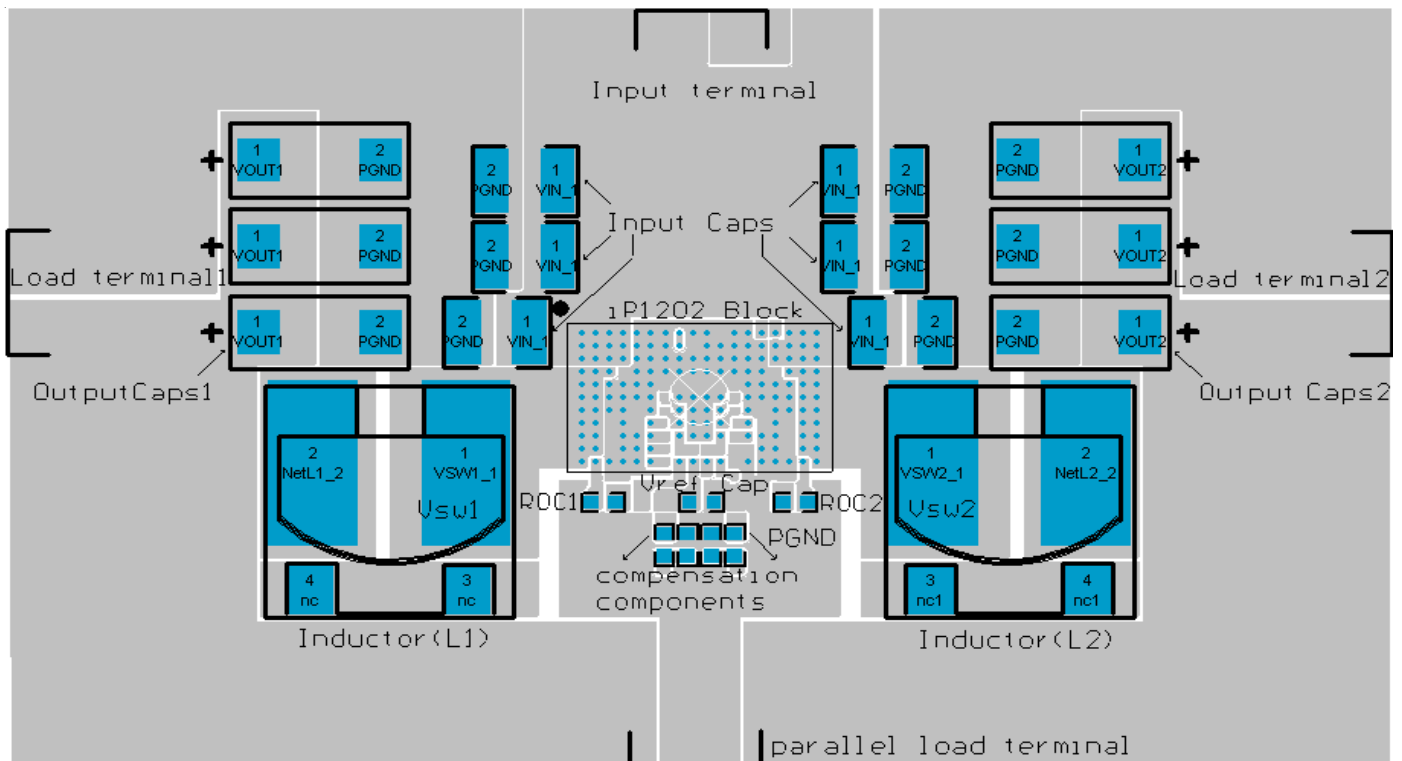 Input terminal
1
VOUT1
2
PGND
2
PGND
1
VIN_1
1
VIN_1
2
PGND
2
PGND
1
VOUT2
Input Caps
1
VOUT1
2
PGND
2
PGND
1
VIN_1
1
VIN_1
2
PGND
2
PGND
1
VOUT2
Load terminal1
Load terminal2
1
VOUT1
2
PGND
2
PGND
1
VIN_1
iP1202 Block
1
VIN_1
2
PGND
2
PGND
1
VOUT2
OutputCaps1
Output Caps2
2
NetL1_2
1
VSW1_1
Vsw1
1
VSW2_1
Vsw2
2
NetL2_2
Vref Cap
ROC1
ROC2
PGND
compensation
components
4
nc
3
nc
3
nc1
4
nc1
Inductor(L1)
Inductor(L2)
parallel load terminal